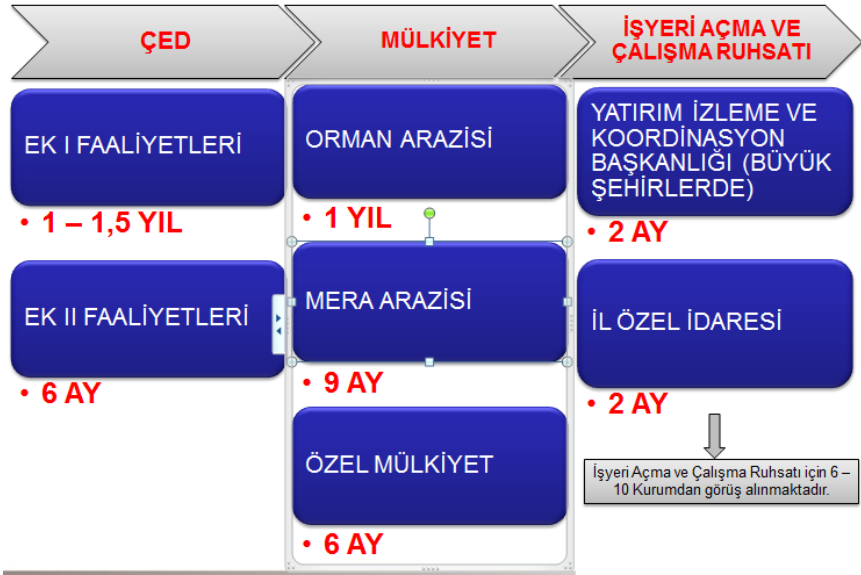 ÇED
EK I FAALİYETLERİ
• 1 – 1,5 YIL
EK II FAALİYETLERİ
• 6 AY
MÜLKİYET
ORMAN ARAZİSİ
• 1 YIL
MERA ARAZİSİ
• 9 AY
ÖZEL MÜLKİYET
• 6 AY
İŞYERİ AÇMA VE
ÇALIŞMA RUHSATI
YATIRIM İZLEME VE
KOORDİNASYON
BAŞKANLIĞI (BÜYÜK
ŞEHİRLERDE)
• 2 AY
İL ÖZEL İDARESİ
• 2 AY
İşyeri Açma ve Çalışma Ruhsatı için 6 –
10 Kurumdan görüş alınmaktadır.